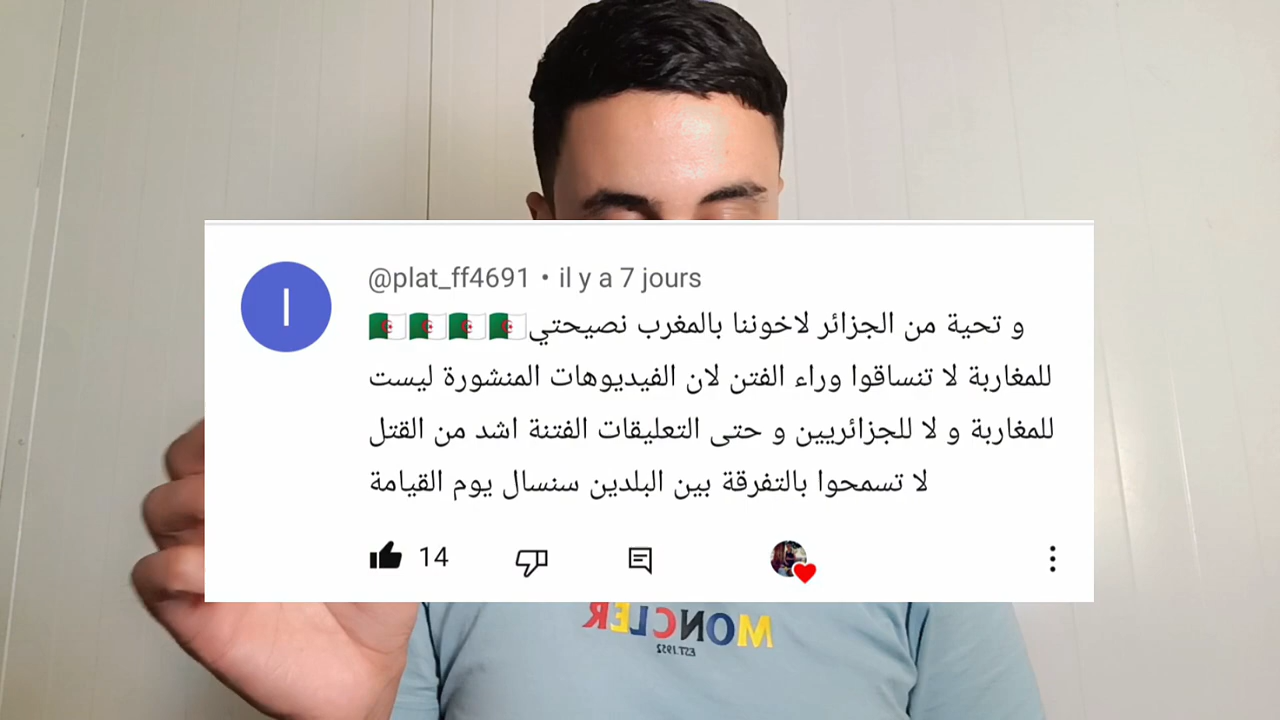 I
@plat_ff4691 • il y a 7 jours
و تحية من الجزائر لاخوننا بالمغرب نصيحتي🇩🇿🇩🇿🇩🇿🇩🇿
للمغاربة لا تنساقوا وراء الفتن لان الفيديوهات المنشورة ليست
للمغاربة و لا للجزائريين و حتى التعليقات الفتنة اشد من القتل
لا تسمحوا بالتفرقة بين البلدين سنسال يوم القيامة
14
MONCLER
EST.1952